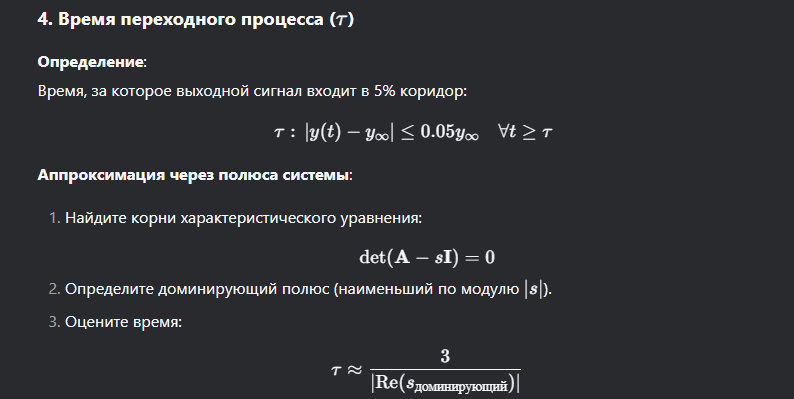 4. Время переходного процесса (τ)
Определение:
Время, за которое выходной сигнал входит в 5% коридор:
τ : |y(t) − y∞| ≤ 0.05y∞ ∀t ≥ τ
Аппроксимация через полюса системы:
1. Найдите корни характеристического уравнения:
det(A − sI) = 0
2. Определите доминирующий полюс (наименьший по модулю |s|).
3. Оцените время:
τ ≈ 3 / |Re(sдоминирующий)|